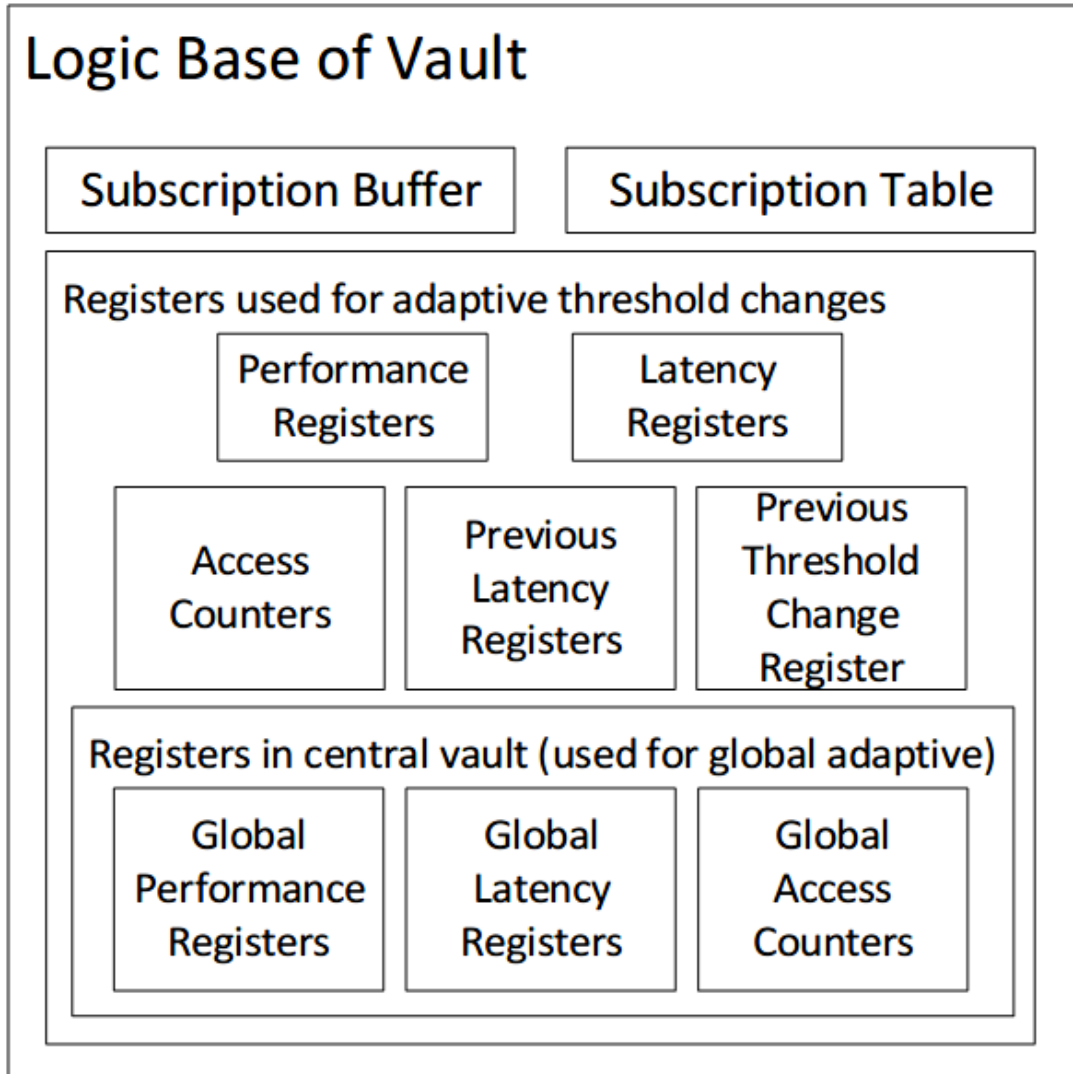 Logic Base of Vault
Subscription Buffer
Subscription Table
Registers used for adaptive threshold changes
Performance
Registers
Latency
Registers
Access
Counters
Previous
Latency
Registers
Previous
Threshold
Change
Register
Registers in central vault (used for global adaptive)
Global
Performance
Registers
Global
Latency
Registers
Global
Access
Counters